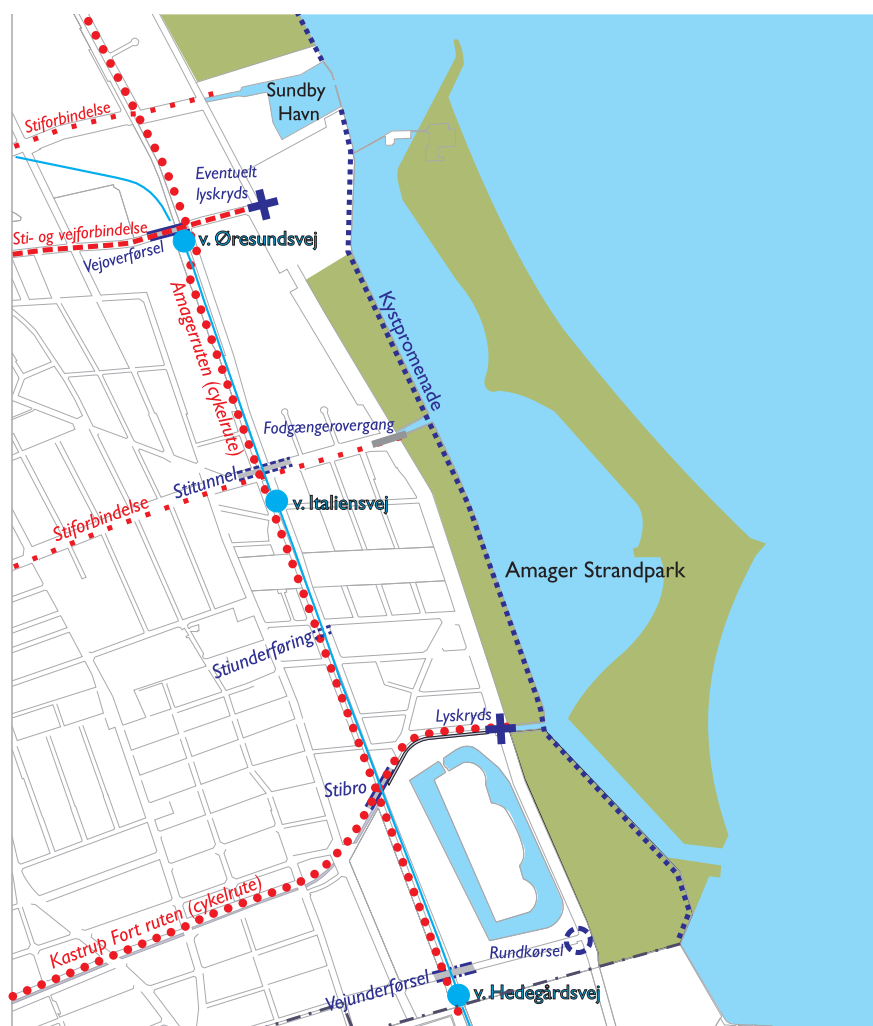 Sundby
Havn
Stiforbindelse
Eventuelt
lyskryds
Sti- og vejforbindelse
v. Øresundsvej
Vejoverførsel
Amagerruten (cykelrute)
Kystpromenade
Fodgængerovergang
Stitunnel
v. Italiensvej
Stiforbindelse
Amager Strandpark
Stiunderføring
Lyskryds
Stibro
Kastrup Fort ruten (cykelrute)
Rundkørsel
Vejunderførsel
v. Hedegårdsvej